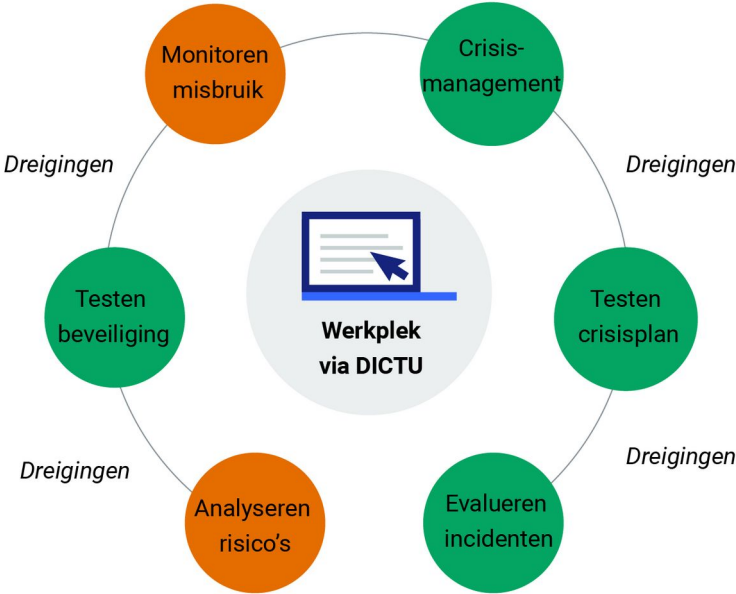 Monitoren
misbruik
Crisis-
management
Dreigingen
Dreigingen
Testen
beveiliging
Werkplek
via DICTU
Testen
crisisplan
Dreigingen
Dreigingen
Analyseren
risico's
Evalueren
incidenten